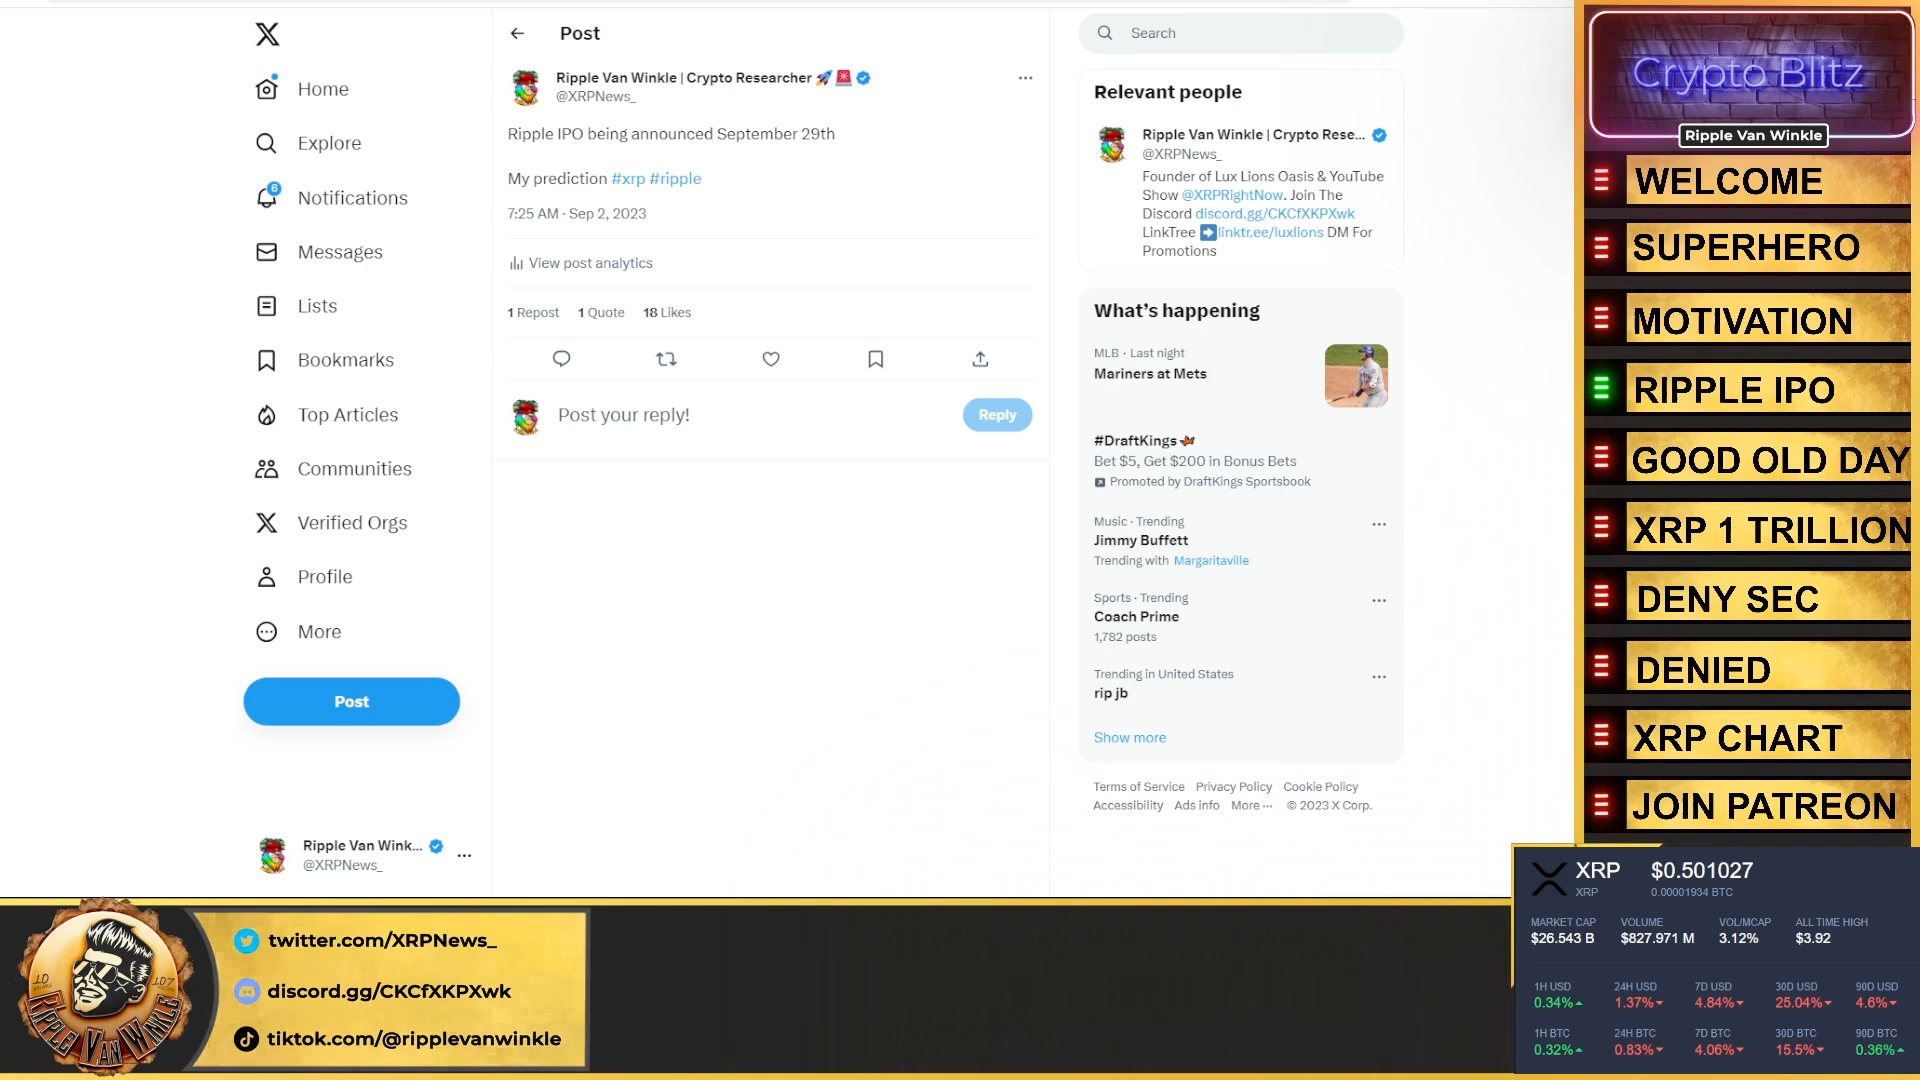 Home
Explore
6
Notifications
Messages
Lists
Bookmarks
Top Articles
Communities
Verified Orgs
Profile
More
Post
Ripple Van Wink...
@XRPNews_
Post
Ripple Van Winkle | Crypto Researcher
@XRPNews_
Ripple IPO being announced September 29th
My prediction #xrp #ripple
7:25 AM · Sep 2, 2023
View post analytics
1 Repost 1 Quote 18 Likes
Post your reply!
Reply
Search
Relevant people
Ripple Van Winkle | Crypto Rese...
@XRPNews_
Founder of Lux Lions Oasis & YouTube
Show @XRPRightNow. Join The
Discord discord.gg/CKCfXKPXwk
LinkTree linktr.ee/luxlions DM For
Promotions
What's happening
MLB · Last night
Mariners at Mets
#DraftKings
Bet $5, Get $200 in Bonus Bets
Promoted by DraftKings Sportsbook
Music · Trending
Jimmy Buffett
Trending with Margaritaville
Sports · Trending
Coach Prime
1,782 posts
Trending in United States
rip jb
Show more
Terms of Service Privacy Policy Cookie Policy
Accessibility Ads info More ··· © 2023 X Corp.
Crypto Blitz
Ripple Van Winkle
WELCOME
SUPERHERO
MOTIVATION
RIPPLE IPO
GOOD OLD DAY
XRP 1 TRILLION
DENY SEC
DENIED
XRP CHART
JOIN PATREON
XRP $0.501027
XRP 0.00001934 BTC
MARKET CAP VOLUME VOL/MCAP ALL TIME HIGH
$26.543 B $827.971 M 3.12% $3.92
1H USD 24H USD 7D USD 30D USD 90D USD
0.34% 1.37% 4.84% 25.04% 4.6%
1H BTC 24H BTC 7D BTC 30D BTC 90D BTC
0.32% 0.83% 4.06% 15.5% 0.36%
10 107
RIPPLE VAN WINKLE
twitter.com/XRPNews_
discord.gg/CKCfXKPXwk
tiktok.com/@ripplevanwinkle